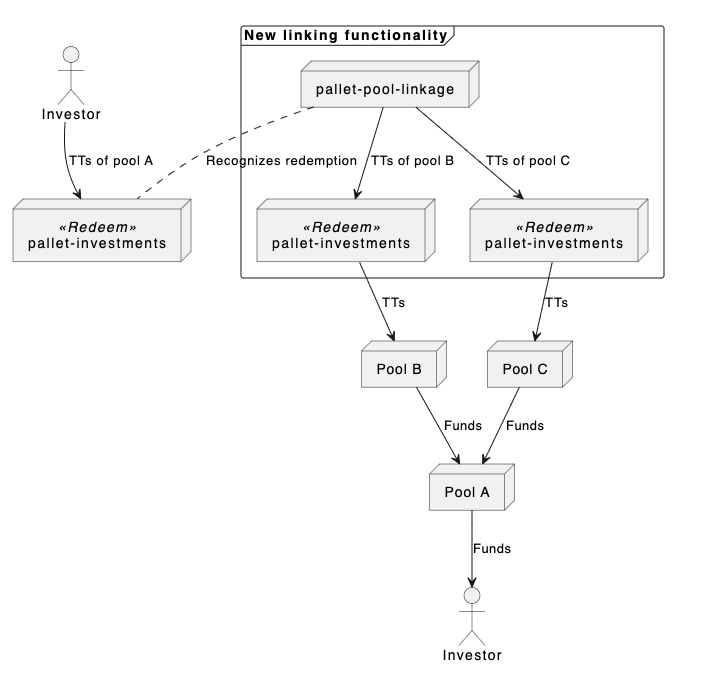 New linking functionality
pallet-pool-linkage
Investor
TTs of pool A
Recognizes redemption
TTs of pool B
TTs of pool C
«Redeem»
pallet-investments
«Redeem»
pallet-investments
«Redeem»
pallet-investments
TTs
TTs
Pool B
Pool C
Funds
Funds
Pool A
Funds
Investor